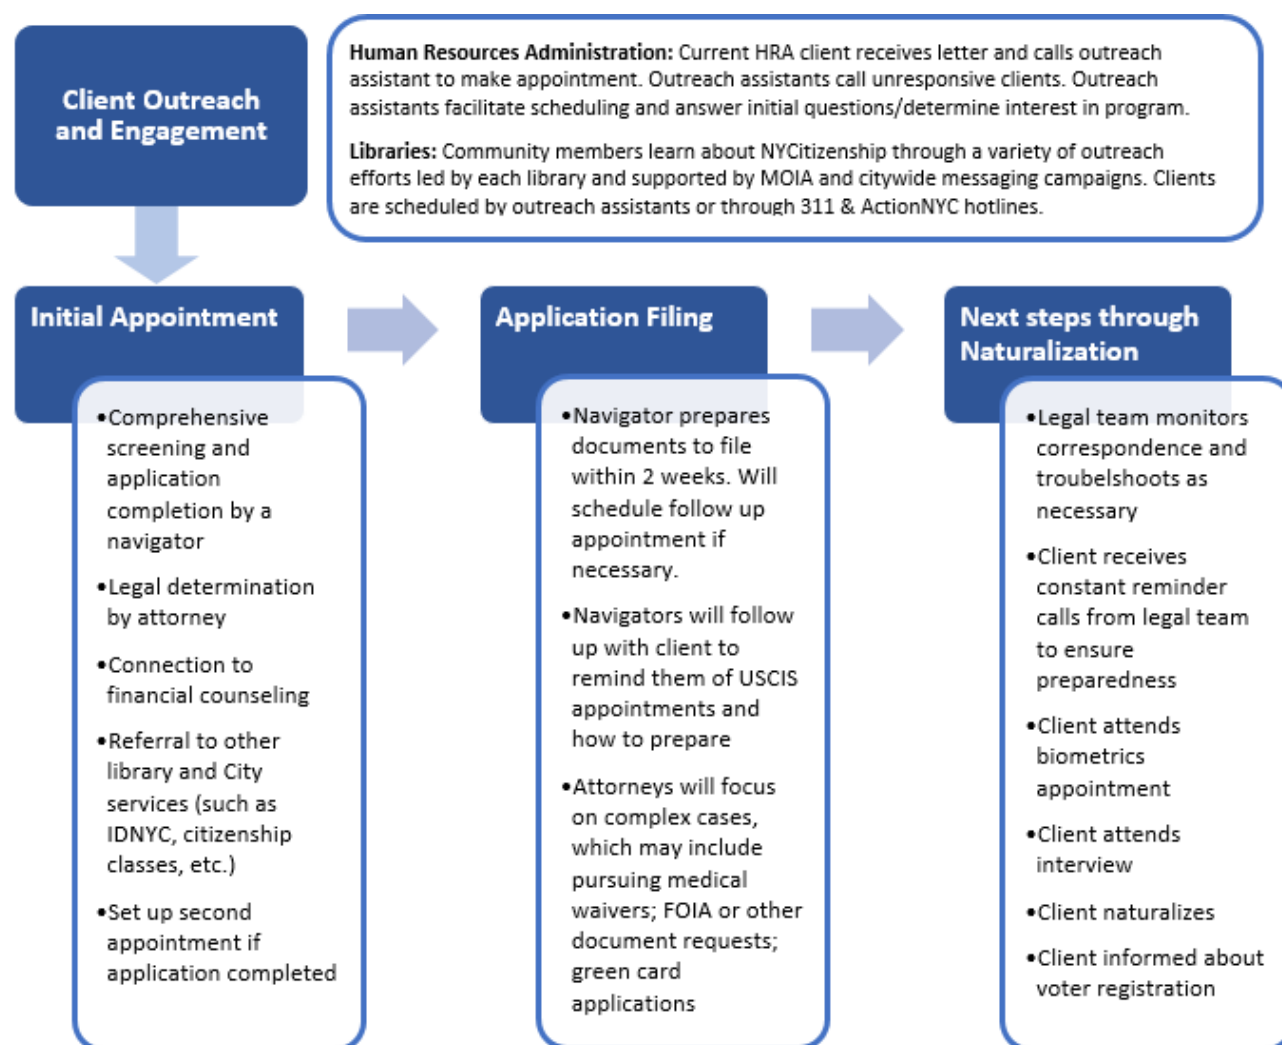 Client Outreach
and Engagement
Human Resources Administration: Current HRA client receives letter and calls outreach
assistant to make appointment. Outreach assistants call unresponsive clients. Outreach
assistants facilitate scheduling and answer initial questions/determine interest in program.
Libraries: Community members learn about NYCitizenship through a variety of outreach
efforts led by each library and supported by MOIA and citywide messaging campaigns. Clients
are scheduled by outreach assistants or through 311 & ActionNYC hotlines.
Initial Appointment
•Comprehensive
screening and
application
completion by a
navigator
•Legal determination
by attorney
•Connection to
financial counseling
•Referral to other
library and City
services (such as
IDNYC, citizenship
classes, etc.)
•Set up second
appointment if
application completed
Application Filing
•Navigator prepares
documents to file
within 2 weeks. Will
schedule follow up
appointment if
necessary.
•Navigators will follow
up with client to
remind them of USCIS
appointments and
how to prepare
•Attorneys will focus
on complex cases,
which may include
pursuing medical
waivers; FOIA or other
document requests;
green card
applications
Next steps through
Naturalization
•Legal team monitors
correspondence and
troubelshoots as
necessary
•Client receives
constant reminder
calls from legal team
to ensure
preparedness
•Client attends
biometrics
appointment
•Client attends
interview
•Client naturalizes
•Client informed about
voter registration